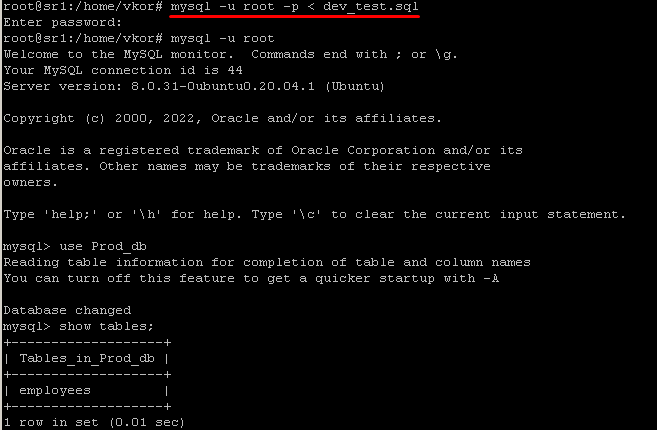 root@sr1:/home/vkor# mysql -u root -p < dev_test.sql
Enter password:
root@sr1:/home/vkor# mysql -u root
Welcome to the MySQL monitor.  Commands end with ; or \g.
Your MySQL connection id is 44
Server version: 8.0.31-0ubuntu0.20.04.1 (Ubuntu)

Copyright (c) 2000, 2022, Oracle and/or its affiliates.

Oracle is a registered trademark of Oracle Corporation and/or its
affiliates. Other names may be trademarks of their respective
owners.

Type 'help;' or '\h' for help. Type '\c' to clear the current input statement.

mysql> use Prod_db
Reading table information for completion of table and column names
You can turn off this feature to get a quicker startup with -A

Database changed
mysql> show tables;
+-------------------+
| Tables_in_Prod_db |
+-------------------+
| employees         |
+-------------------+
1 row in set (0.01 sec)